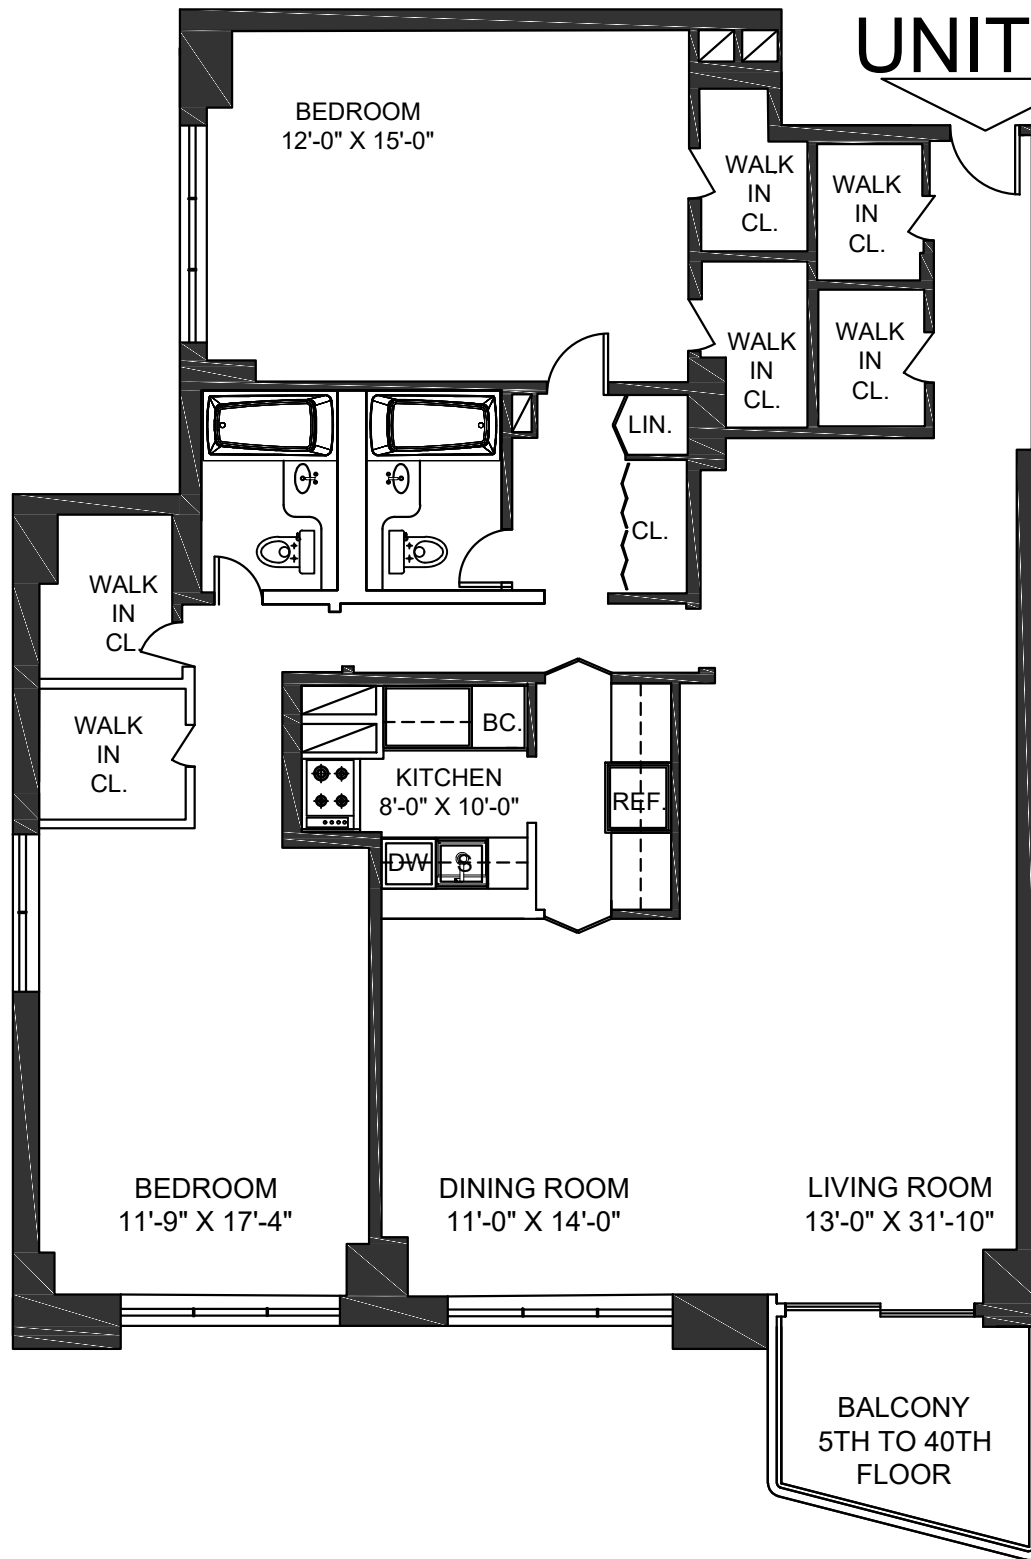 UNIT
BEDROOM
12'-0" X 15'-0"
WALK
IN
CL.
WALK
IN
CL.
WALK
IN
CL.
WALK
IN
CL.
LIN.
CL.
WALK
IN
CL.
WALK
IN
CL.
BC.
KITCHEN
8'-0" X 10'-0"
REF.
DW
S
BEDROOM
11'-9" X 17'-4"
DINING ROOM
11'-0" X 14'-0"
LIVING ROOM
13'-0" X 31'-10"
BALCONY
5TH TO 40TH
FLOOR